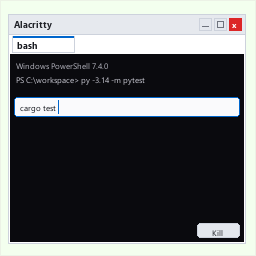 Alacritty
bash
Windows PowerShell 7.4.0
PS C:\workspace> py -3.14 -m pytest
cargo test
Kill